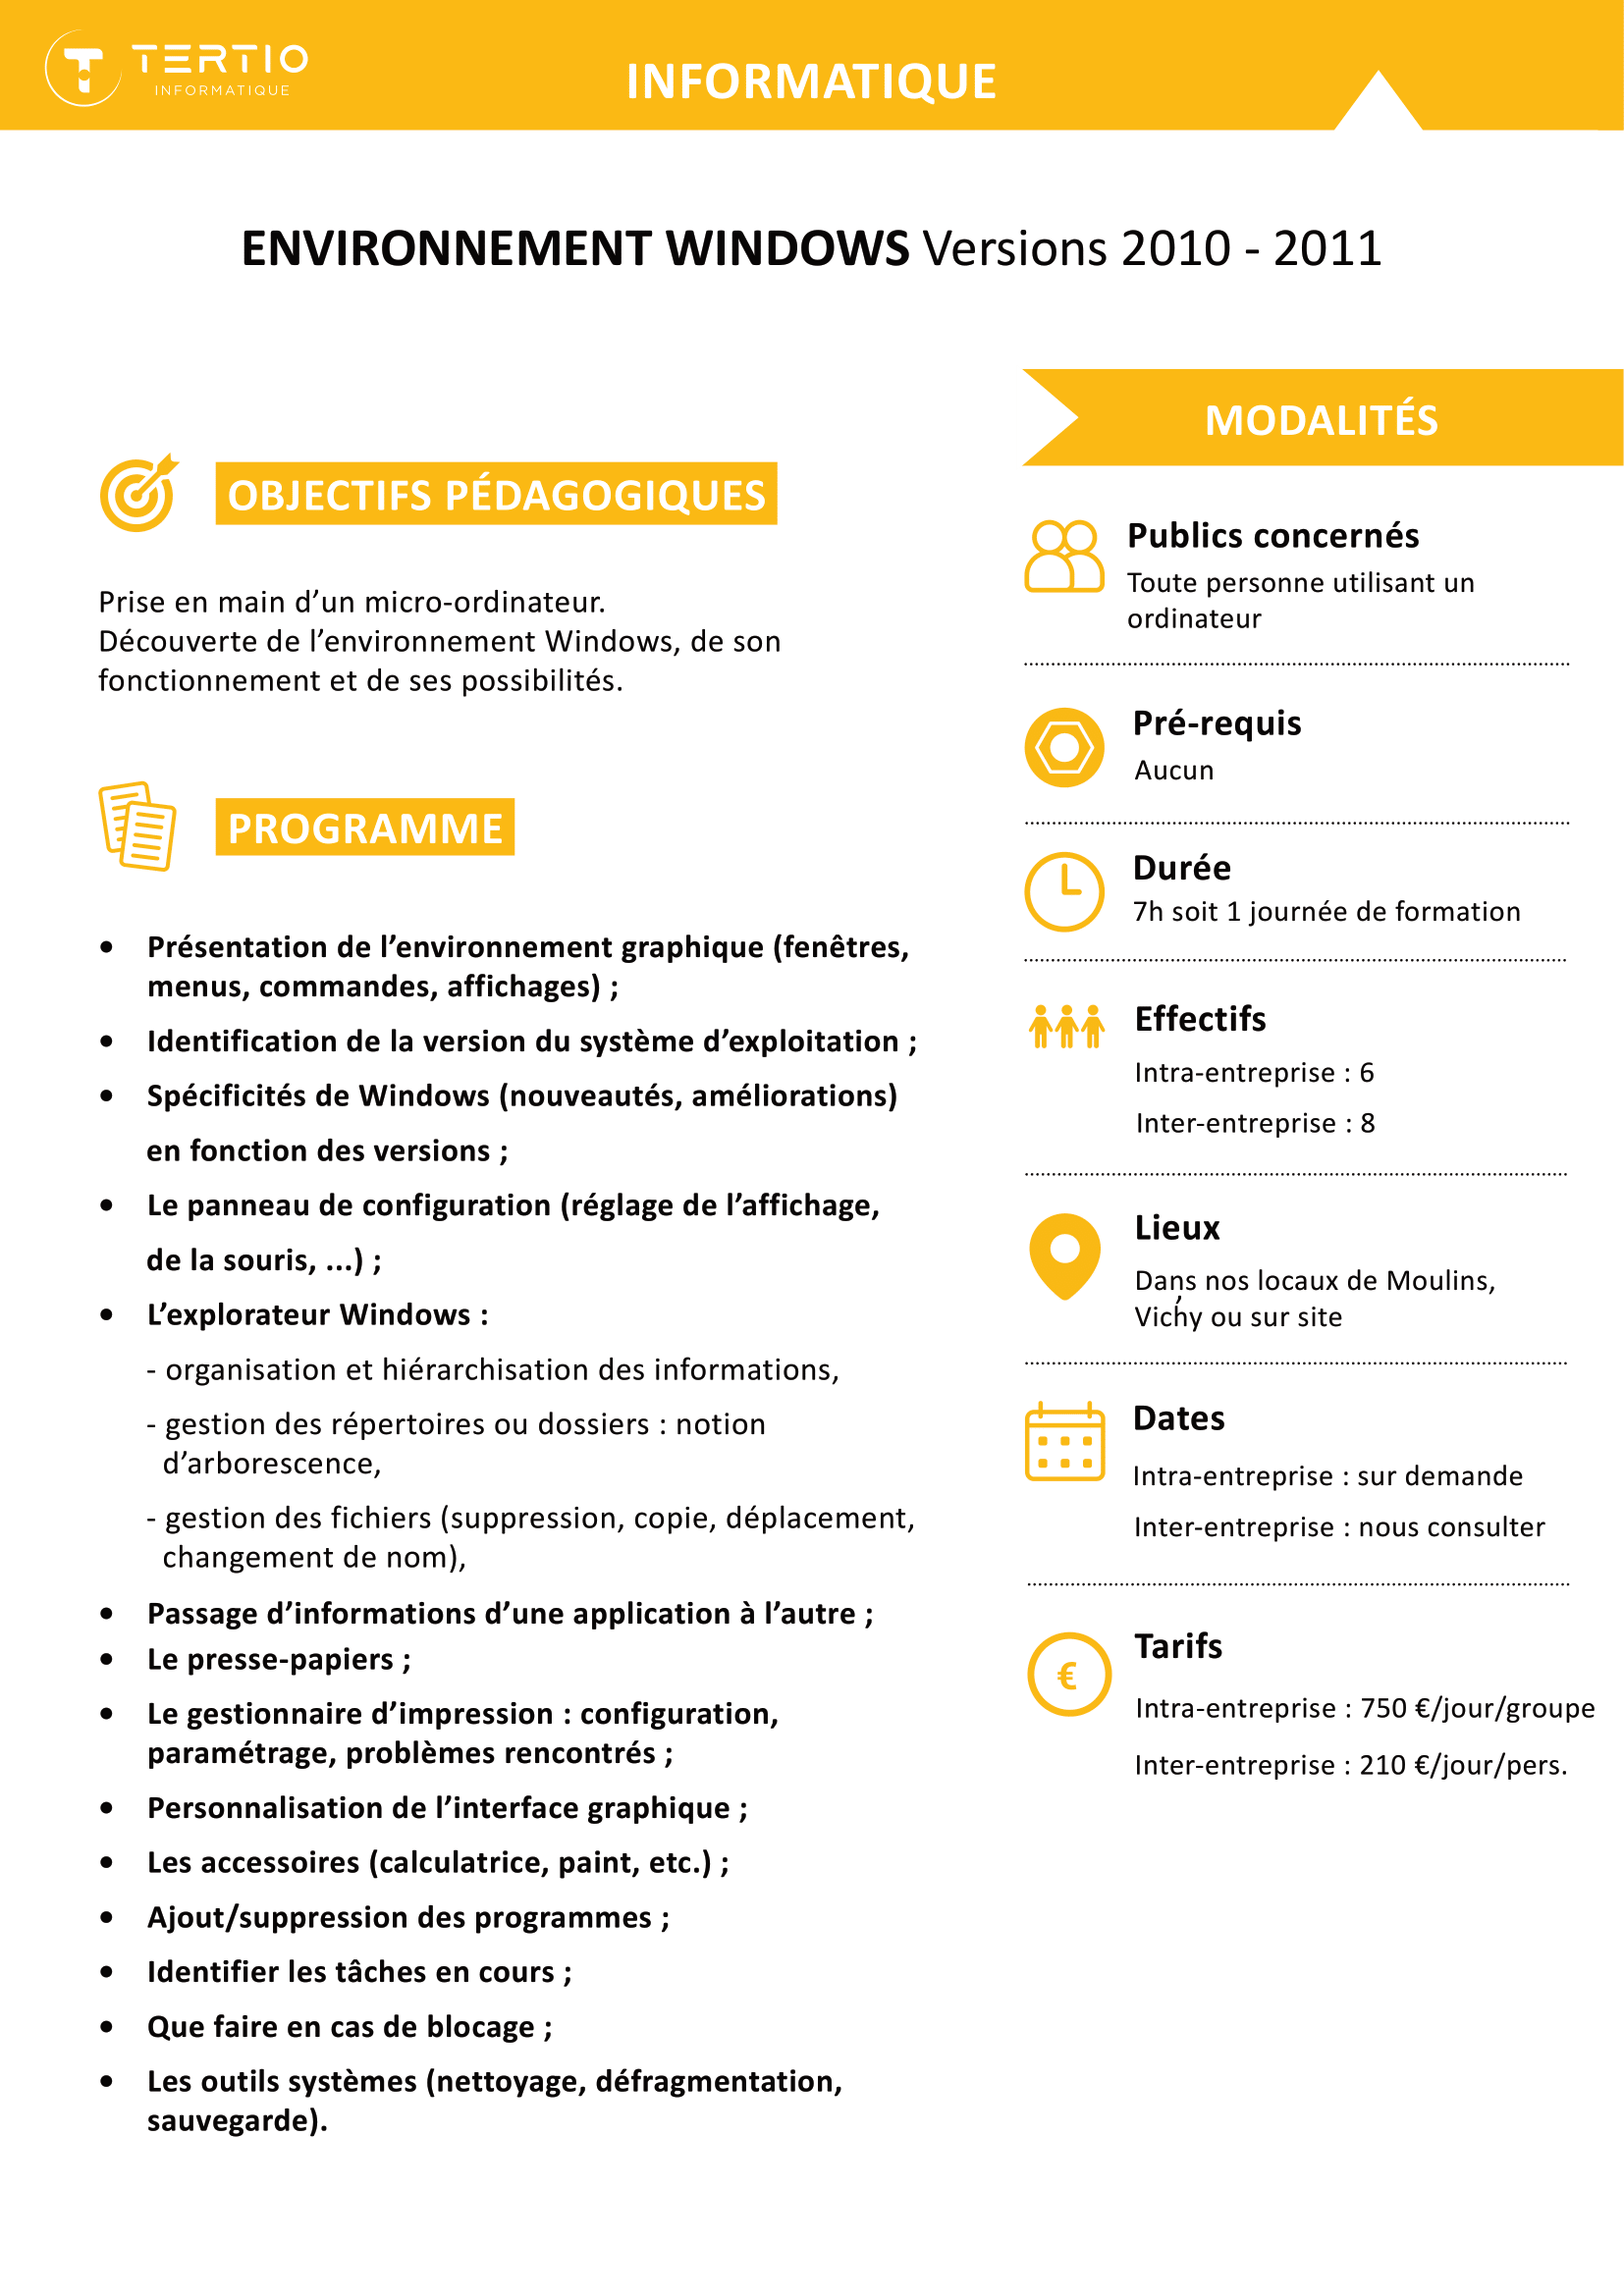 TERTIO
INFORMATIQUE
INFORMATIQUE
ENVIRONNEMENT WINDOWS Versions 2010 - 2011
OBJECTIFS PÉDAGOGIQUES
Prise en main d’un micro-ordinateur.
Découverte de l’environnement Windows, de son
fonctionnement et de ses possibilités.
PROGRAMME
• Présentation de l’environnement graphique (fenêtres,
menus, commandes, affichages) ;
• Identification de la version du système d’exploitation ;
• Spécificités de Windows (nouveautés, améliorations)
en fonction des versions ;
• Le panneau de configuration (réglage de l’affichage,
de la souris, ...) ;
• L’explorateur Windows :
- organisation et hiérarchisation des informations,
- gestion des répertoires ou dossiers : notion
d’arborescence,
- gestion des fichiers (suppression, copie, déplacement,
changement de nom),
• Passage d’informations d’une application à l’autre ;
• Le presse-papiers ;
• Le gestionnaire d’impression : configuration,
paramétrage, problèmes rencontrés ;
• Personnalisation de l’interface graphique ;
• Les accessoires (calculatrice, paint, etc.) ;
• Ajout/suppression des programmes ;
• Identifier les tâches en cours ;
• Que faire en cas de blocage ;
• Les outils systèmes (nettoyage, défragmentation,
sauvegarde).
MODALITÉS
Publics concernés
Toute personne utilisant un
ordinateur
Pré-requis
Aucun
Durée
7h soit 1 journée de formation
Effectifs
Intra-entreprise : 6
Inter-entreprise : 8
Lieux
Dans nos locaux de Moulins,
,
Vichy ou sur site
Dates
Intra-entreprise : sur demande
Inter-entreprise : nous consulter
€
Tarifs
Intra-entreprise : 750 €/jour/groupe
Inter-entreprise : 210 €/jour/pers.